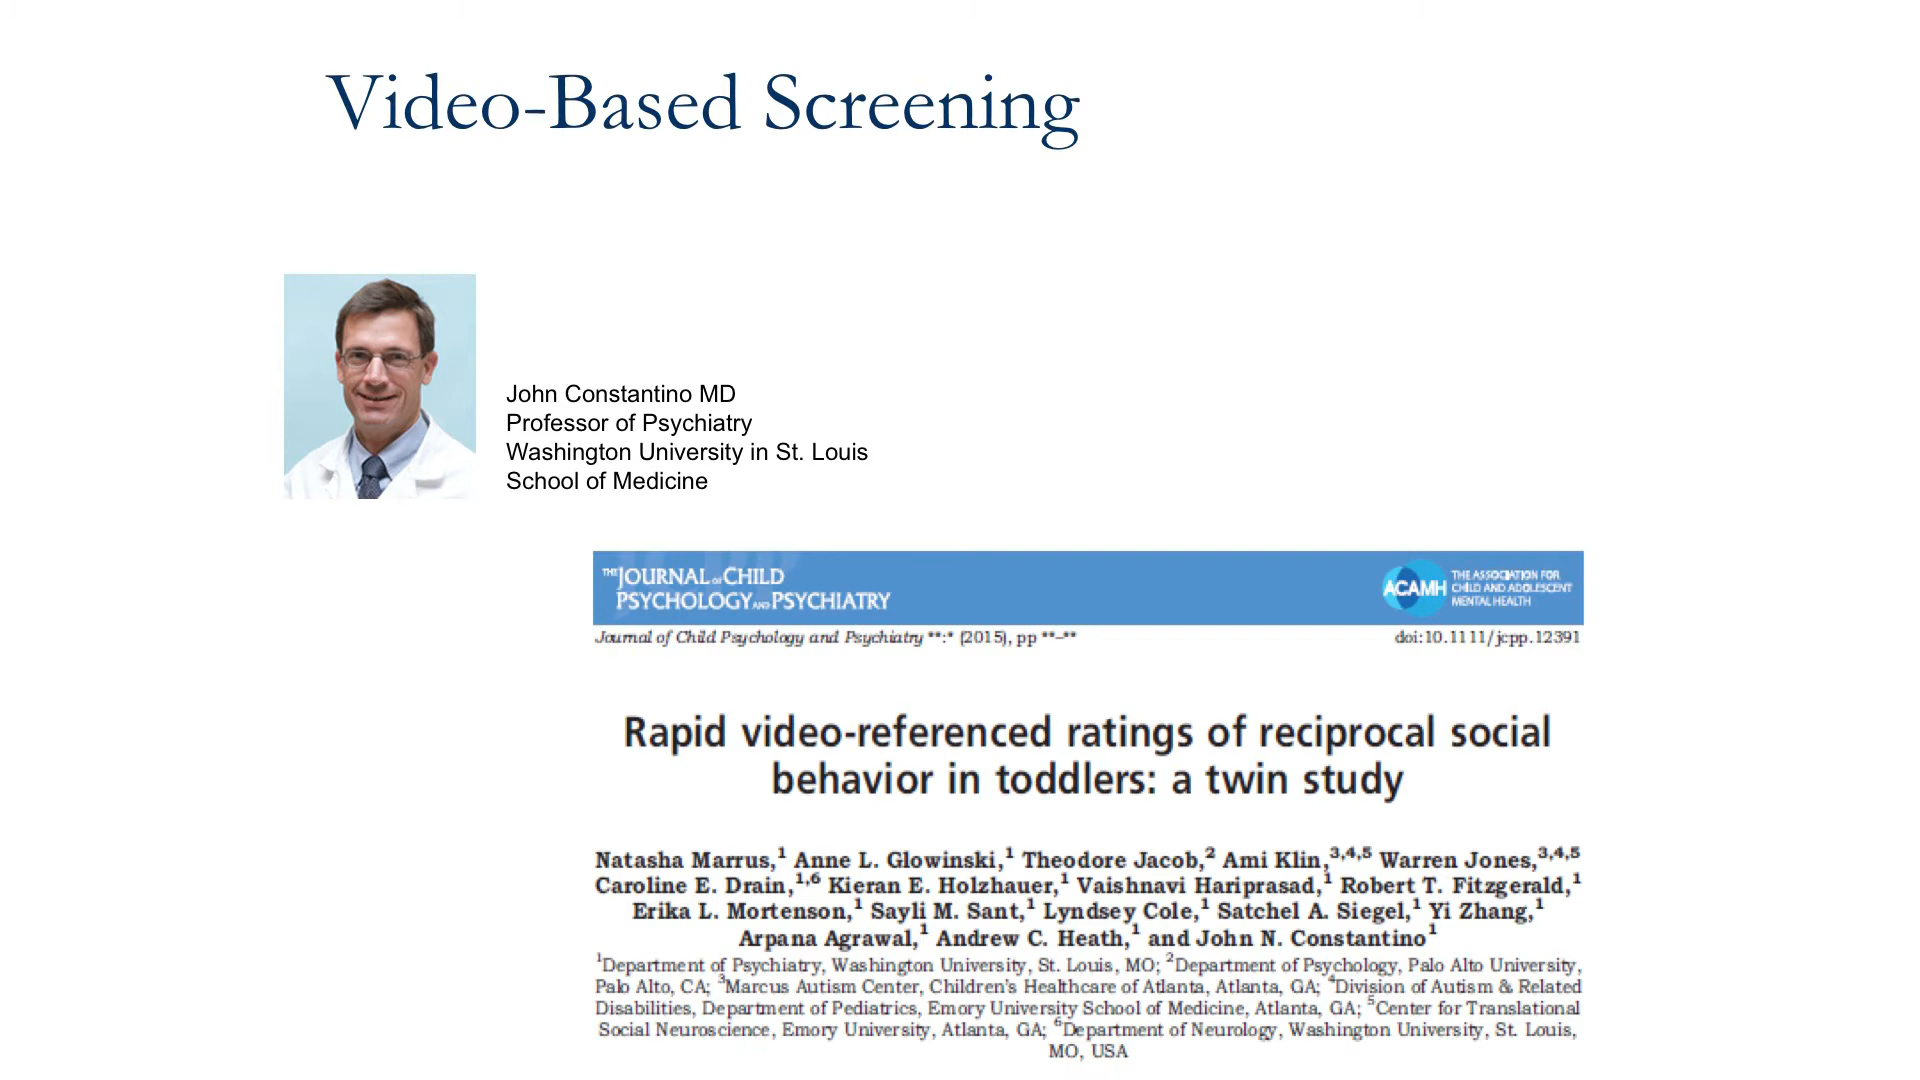 Video-Based Screening
John Constantino MD
Professor of Psychiatry
Washington University in St. Louis
School of Medicine
THE JOURNAL OF CHILD
PSYCHOLOGY AND PSYCHIATRY
ACAMH
THE ASSOCIATION FOR
CHILD AND ADOLESCENT
MENTAL HEALTH
Journal of Child Psychology and Psychiatry **:* (2015), pp **–**
doi:10.1111/jcpp.12391
Rapid video-referenced ratings of reciprocal social
behavior in toddlers: a twin study
Natasha Marrus,1 Anne L. Glowinski,1 Theodore Jacob,2 Ami Klin,3,4,5 Warren Jones,3,4,5
Caroline E. Drain,1,6 Kieran E. Holzhauer,1 Vaishnavi Hariprasad,1 Robert T. Fitzgerald,1
Erika L. Mortenson,1 Sayli M. Sant,1 Lyndsey Cole,1 Satchel A. Siegel,1 Yi Zhang,1
Arpana Agrawal,1 Andrew C. Heath,1 and John N. Constantino1
1Department of Psychiatry, Washington University, St. Louis, MO; 2Department of Psychology, Palo Alto University,
Palo Alto, CA; 3Marcus Autism Center, Children's Healthcare of Atlanta, Atlanta, GA; 4Division of Autism & Related
Disabilities, Department of Pediatrics, Emory University School of Medicine, Atlanta, GA; 5Center for Translational
Social Neuroscience, Emory University, Atlanta, GA; 6Department of Neurology, Washington University, St. Louis,
MO, USA